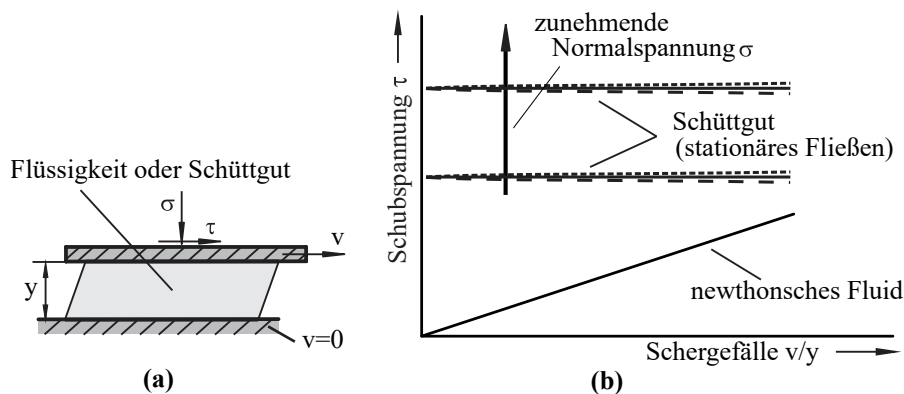 Flüssigkeit oder Schüttgut
σ
τ
v
y
v=0
(a)
Schubspannung τ
zunehmende
Normalspannung σ
Schüttgut
(stationäres Fließen)
newthonsches Fluid
Schergefälle v/y
(b)